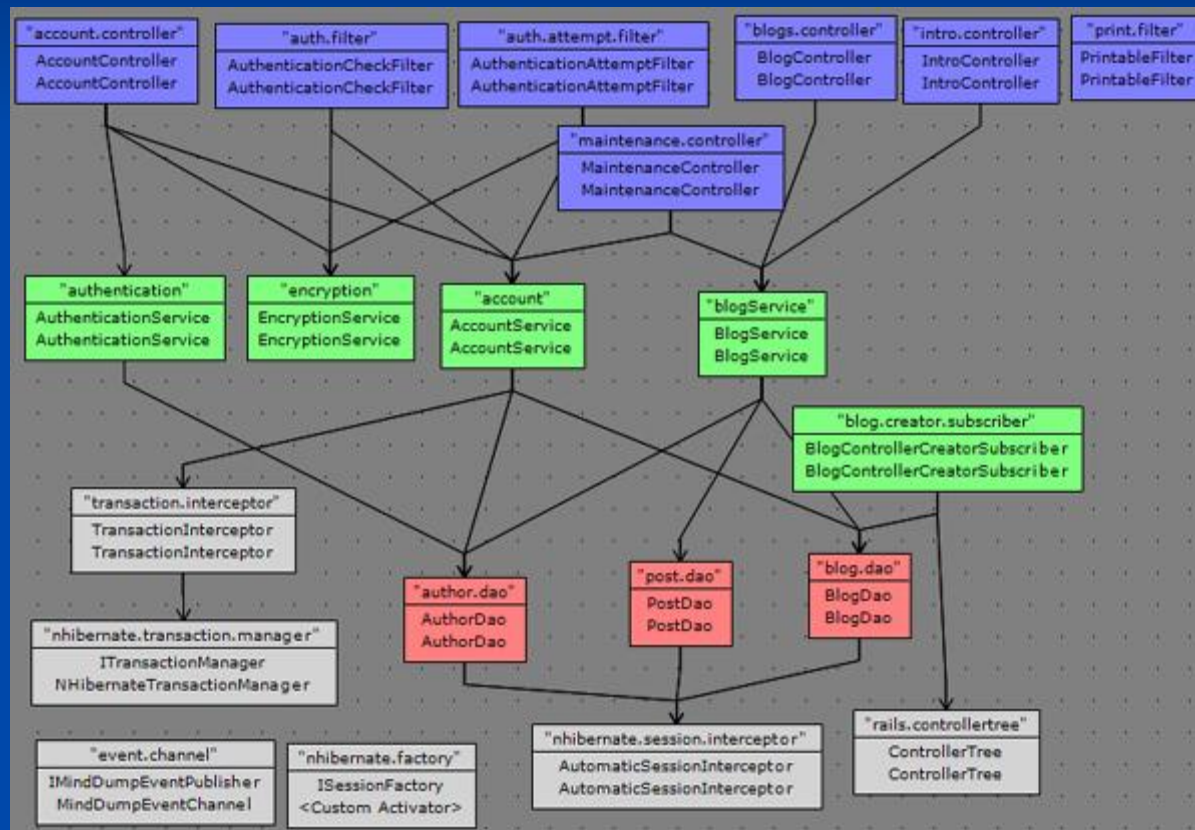 "account.controller"
AccountController
AccountController
"auth.filter"
AuthenticationCheckFilter
AuthenticationCheckFilter
"auth.attempt.filter"
AuthenticationAttemptFilter
AuthenticationAttemptFilter
"blogs.controller"
BlogController
BlogController
"intro.controller"
IntroController
IntroController
"print.filter"
PrintableFilter
PrintableFilter
"maintenance.controller"
MaintenanceController
MaintenanceController
"authentication"
AuthenticationService
AuthenticationService
"encryption"
EncryptionService
EncryptionService
"account"
AccountService
AccountService
"blogService"
BlogService
BlogService
"blog.creator.subscriber"
BlogControllerCreatorSubscriber
BlogControllerCreatorSubscriber
"transaction.interceptor"
TransactionInterceptor
TransactionInterceptor
"author.dao"
AuthorDao
AuthorDao
"post.dao"
PostDao
PostDao
"blog.dao"
BlogDao
BlogDao
"nhibernate.transaction.manager"
ITransactionManager
NHibernateTransactionManager
"event.channel"
IMindDumpEventPublisher
MindDumpEventChannel
"nhibernate.factory"
ISessionFactory
<Custom Activator>
"nhibernate.session.interceptor"
AutomaticSessionInterceptor
AutomaticSessionInterceptor
"rails.controllertree"
ControllerTree
ControllerTree